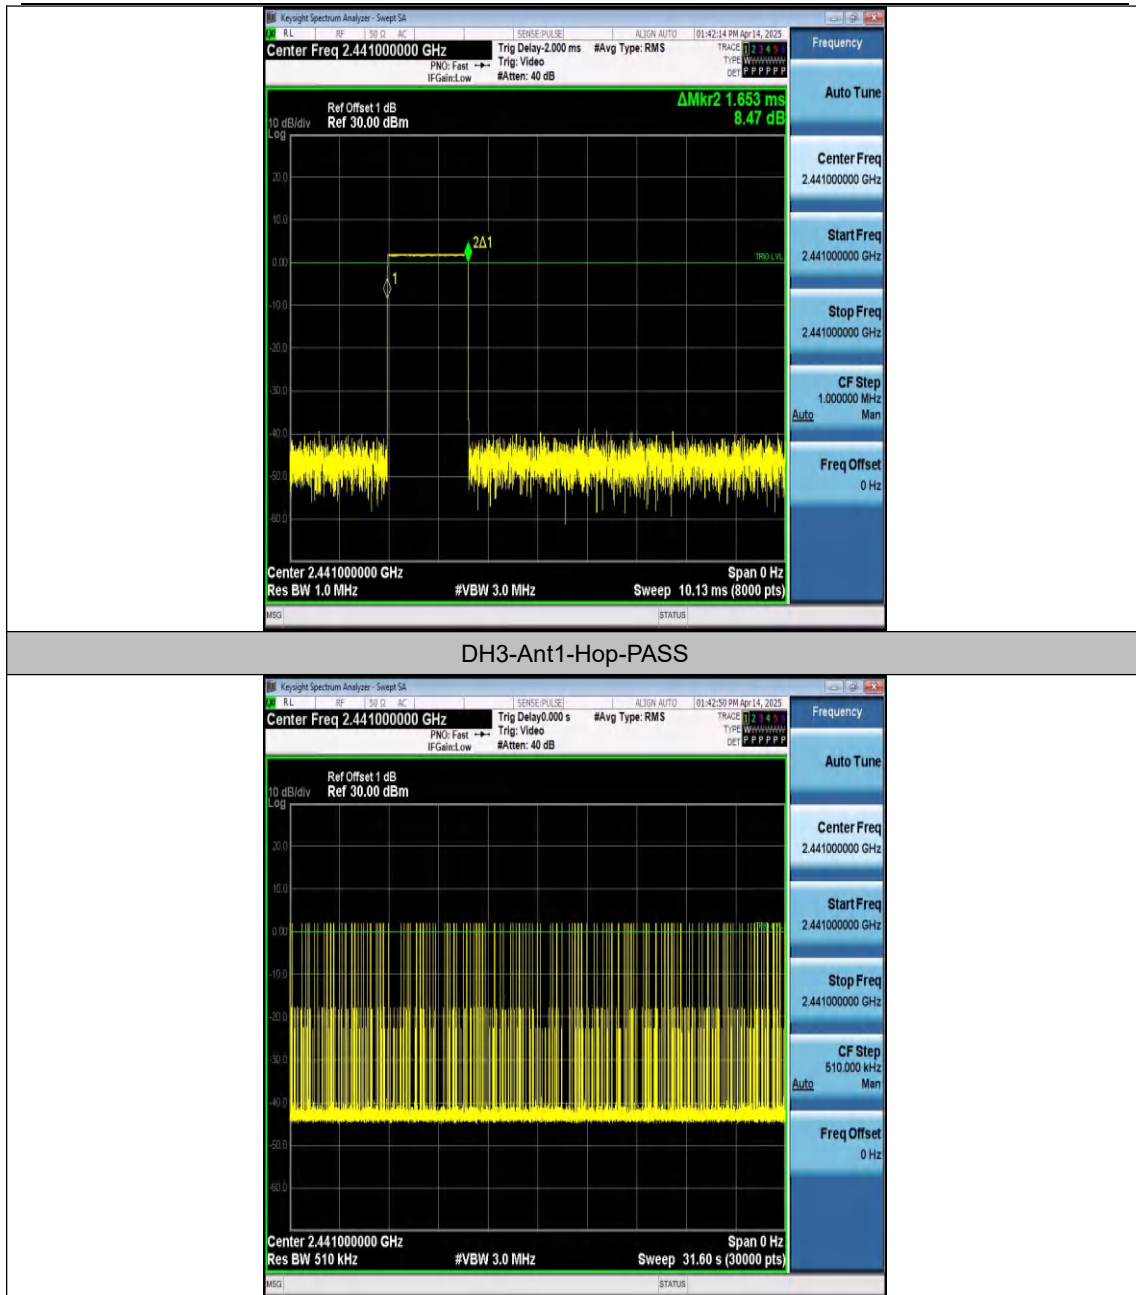 Keysight Spectrum Analyzer - Swept SA
RL RF 50 Ω AC SENSE:PULSE ALIGN AUTO 01:42:14 PM Apr 14, 2025
Center Freq 2.441000000 GHz
Trig Delay-2.000 ms #Avg Type: RMS
TRACE 1 2 3 4 5 6
PNO: Fast Trig: Video
TYPE W
IFGain:Low #Atten: 40 dB
DET P P P P P P
Frequency
ΔMkr2 1.653 ms
8.47 dB
Ref Offset 1 dB
10 dB/div Ref 30.00 dBm
Log
20.0
10.0
0.00
-10.0
-20.0
-30.0
-40.0
-50.0
-60.0
2Δ1
1
TRIG LVL
Center 2.441000000 GHz Span 0 Hz
Res BW 1.0 MHz #VBW 3.0 MHz Sweep 10.13 ms (8000 pts)
MSG STATUS
Auto Tune
Center Freq
2.441000000 GHz
Start Freq
2.441000000 GHz
Stop Freq
2.441000000 GHz
CF Step
1.000000 MHz
Auto Man
Freq Offset
0 Hz
DH3-Ant1-Hop-PASS
Keysight Spectrum Analyzer - Swept SA
RL RF 50 Ω AC SENSE:PULSE ALIGN AUTO 01:42:50 PM Apr 14, 2025
Center Freq 2.441000000 GHz
Trig Delay0.000 s #Avg Type: RMS
TRACE 1 2 3 4 5 6
PNO: Fast Trig: Video
TYPE W
IFGain:Low #Atten: 40 dB
DET P P P P P P
Frequency
Ref Offset 1 dB
10 dB/div Ref 30.00 dBm
Log
20.0
10.0
0.00
-10.0
-20.0
-30.0
-40.0
-50.0
-60.0
Center 2.441000000 GHz Span 0 Hz
Res BW 510 kHz #VBW 3.0 MHz Sweep 31.60 s (30000 pts)
MSG STATUS
Auto Tune
Center Freq
2.441000000 GHz
Start Freq
2.441000000 GHz
Stop Freq
2.441000000 GHz
CF Step
510.000 kHz
Auto Man
Freq Offset
0 Hz